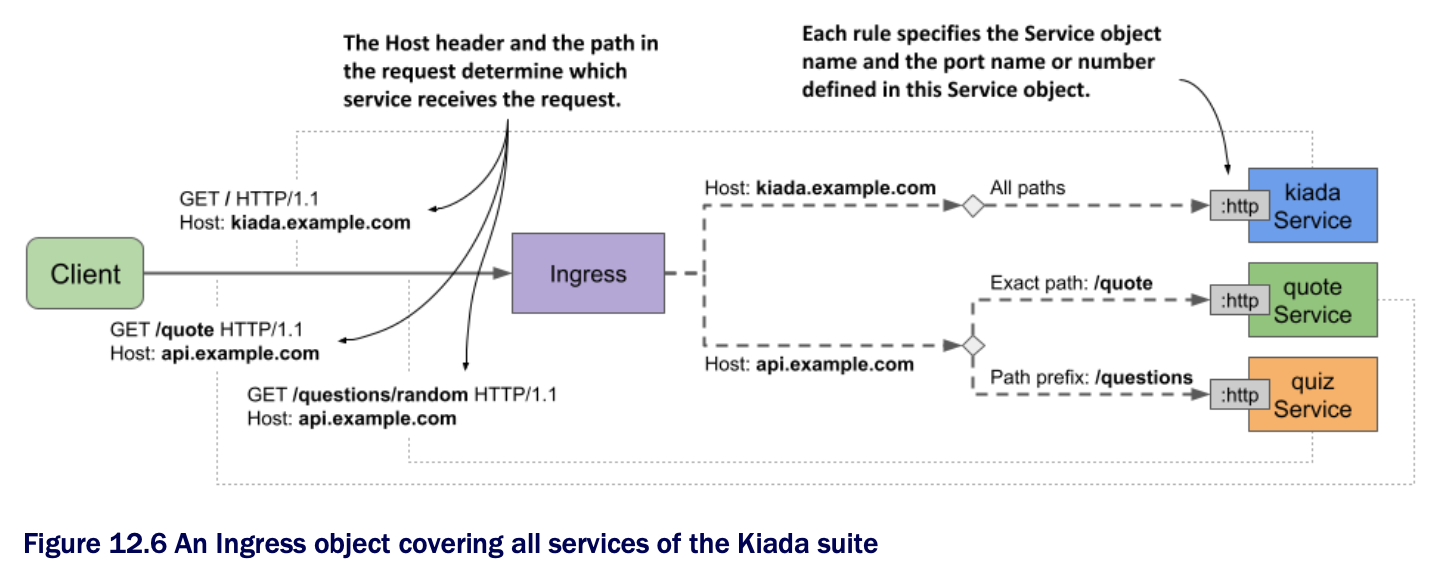 The Host header and the path in
the request determine which
service receives the request.
Each rule specifies the Service object
name and the port name or number
defined in this Service object.
GET / HTTP/1.1
Host: kiada.example.com
Client
GET /quote HTTP/1.1
Host: api.example.com
GET /questions/random HTTP/1.1
Host: api.example.com
Ingress
Host: kiada.example.com
All paths
:http
kiada
Service
Host: api.example.com
Exact path: /quote
:http
quote
Service
Path prefix: /questions
:http
quiz
Service
Figure 12.6 An Ingress object covering all services of the Kiada suite